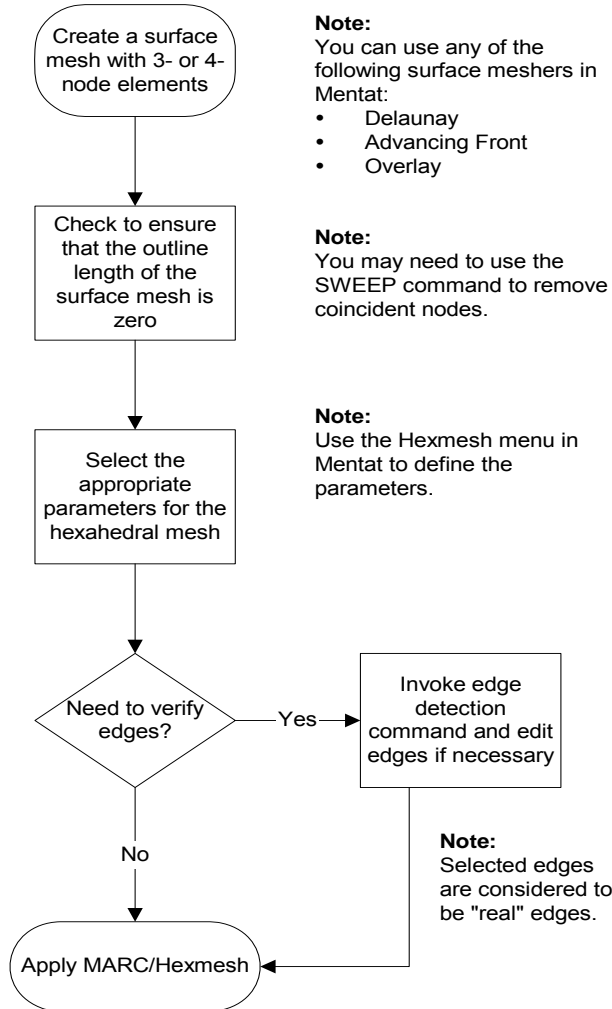 Create a surface
mesh with 3- or 4-
node elements
Note:
You can use any of the
following surface meshers in
Mentat:
• Delaunay
• Advancing Front
• Overlay
Check to ensure
that the outline
length of the
surface mesh is
zero
Note:
You may need to use the
SWEEP command to remove
coincident nodes.
Select the
appropriate
parameters for the
hexahedral mesh
Note:
Use the Hexmesh menu in
Mentat to define the
parameters.
Need to verify
edges?
Yes
Invoke edge
detection
command and edit
edges if necessary
No
Note:
Selected edges
are considered to
be "real" edges.
Apply MARC/Hexmesh